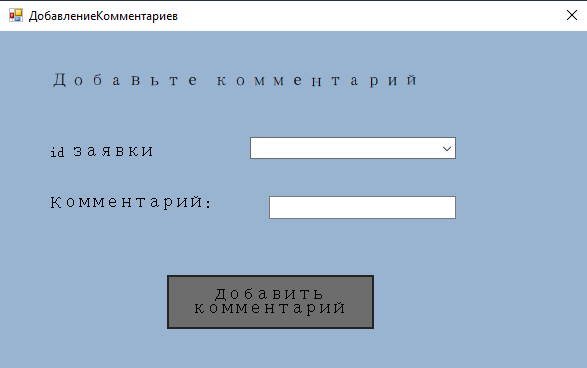 ДобавлениеКомментариев
Добавьте комментарий
id заявки
Комментарий:
Добавить
комментарий